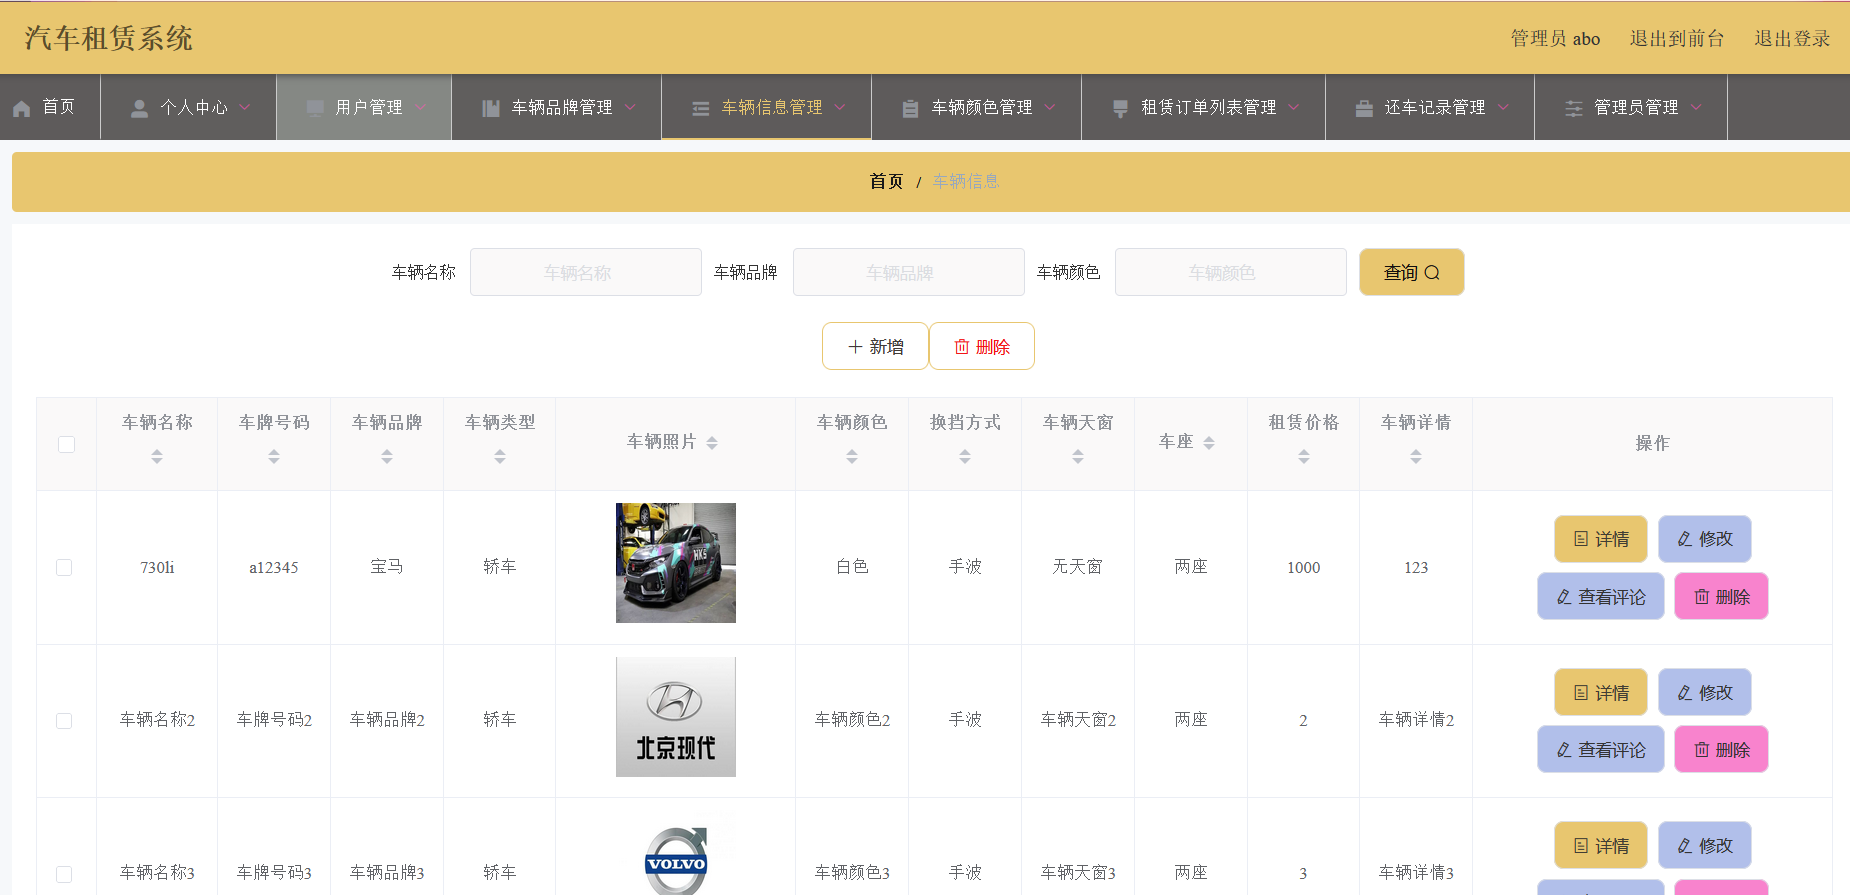 汽车租赁系统
管理员 abo 退出到前台 退出登录
首页 个人中心 用户管理 车辆品牌管理 车辆信息管理 车辆颜色管理 租赁订单列表管理 还车记录管理 管理员管理
首页 / 车辆信息
车辆名称 车辆名称 车辆品牌 车辆品牌 车辆颜色 车辆颜色 查询
新增 删除
车辆名称 车牌号码 车辆品牌 车辆类型 车辆照片 车辆颜色 换挡方式 车辆天窗 车座 租赁价格 车辆详情 操作
HKS
730li a12345 宝马 轿车 白色 手波 无天窗 两座 1000 123
详情 修改
查看评论 删除
车辆名称2 车牌号码2 车辆品牌2 轿车 车辆颜色2 手波 车辆天窗2 两座 2 车辆详情2
北京现代
详情 修改
查看评论 删除
VOLVO
车辆名称3 车牌号码3 车辆品牌3 轿车 车辆颜色3 手波 车辆天窗3 两座 3 车辆详情3
详情 修改